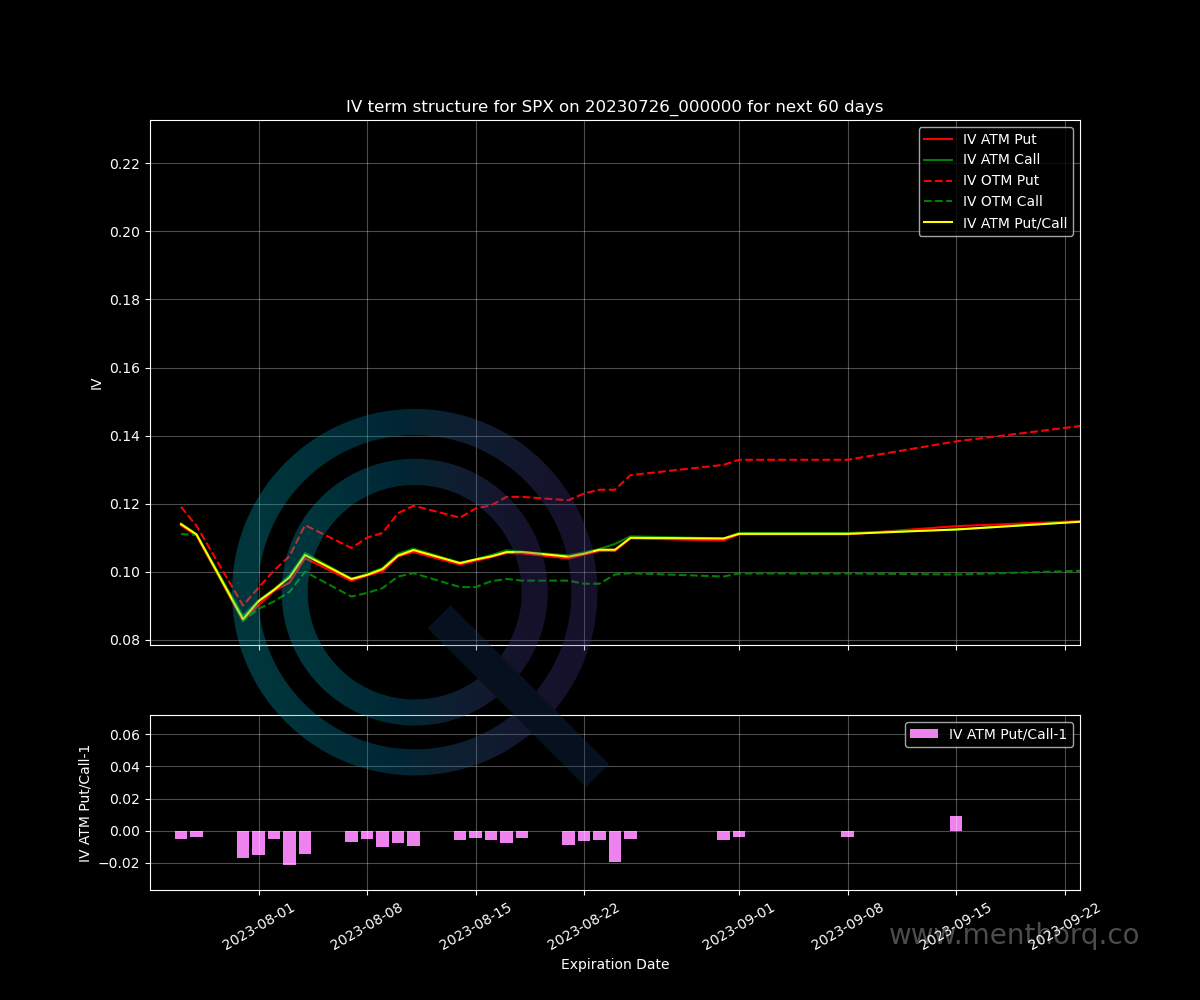 IV term structure for SPX on 20230726_000000 for next 60 days
IV ATM Put
IV ATM Call
IV OTM Put
IV OTM Call
IV ATM Put/Call
0.22
0.20
0.18
0.16
0.14
0.12
0.10
0.08
IV
IV ATM Put/Call-1
0.06
0.04
0.02
0.00
−0.02
IV ATM Put/Call-1
2023-08-01
2023-08-08
2023-08-15
2023-08-22
2023-09-01
2023-09-08
2023-09-15
2023-09-22
Expiration Date
www.menthorq.co